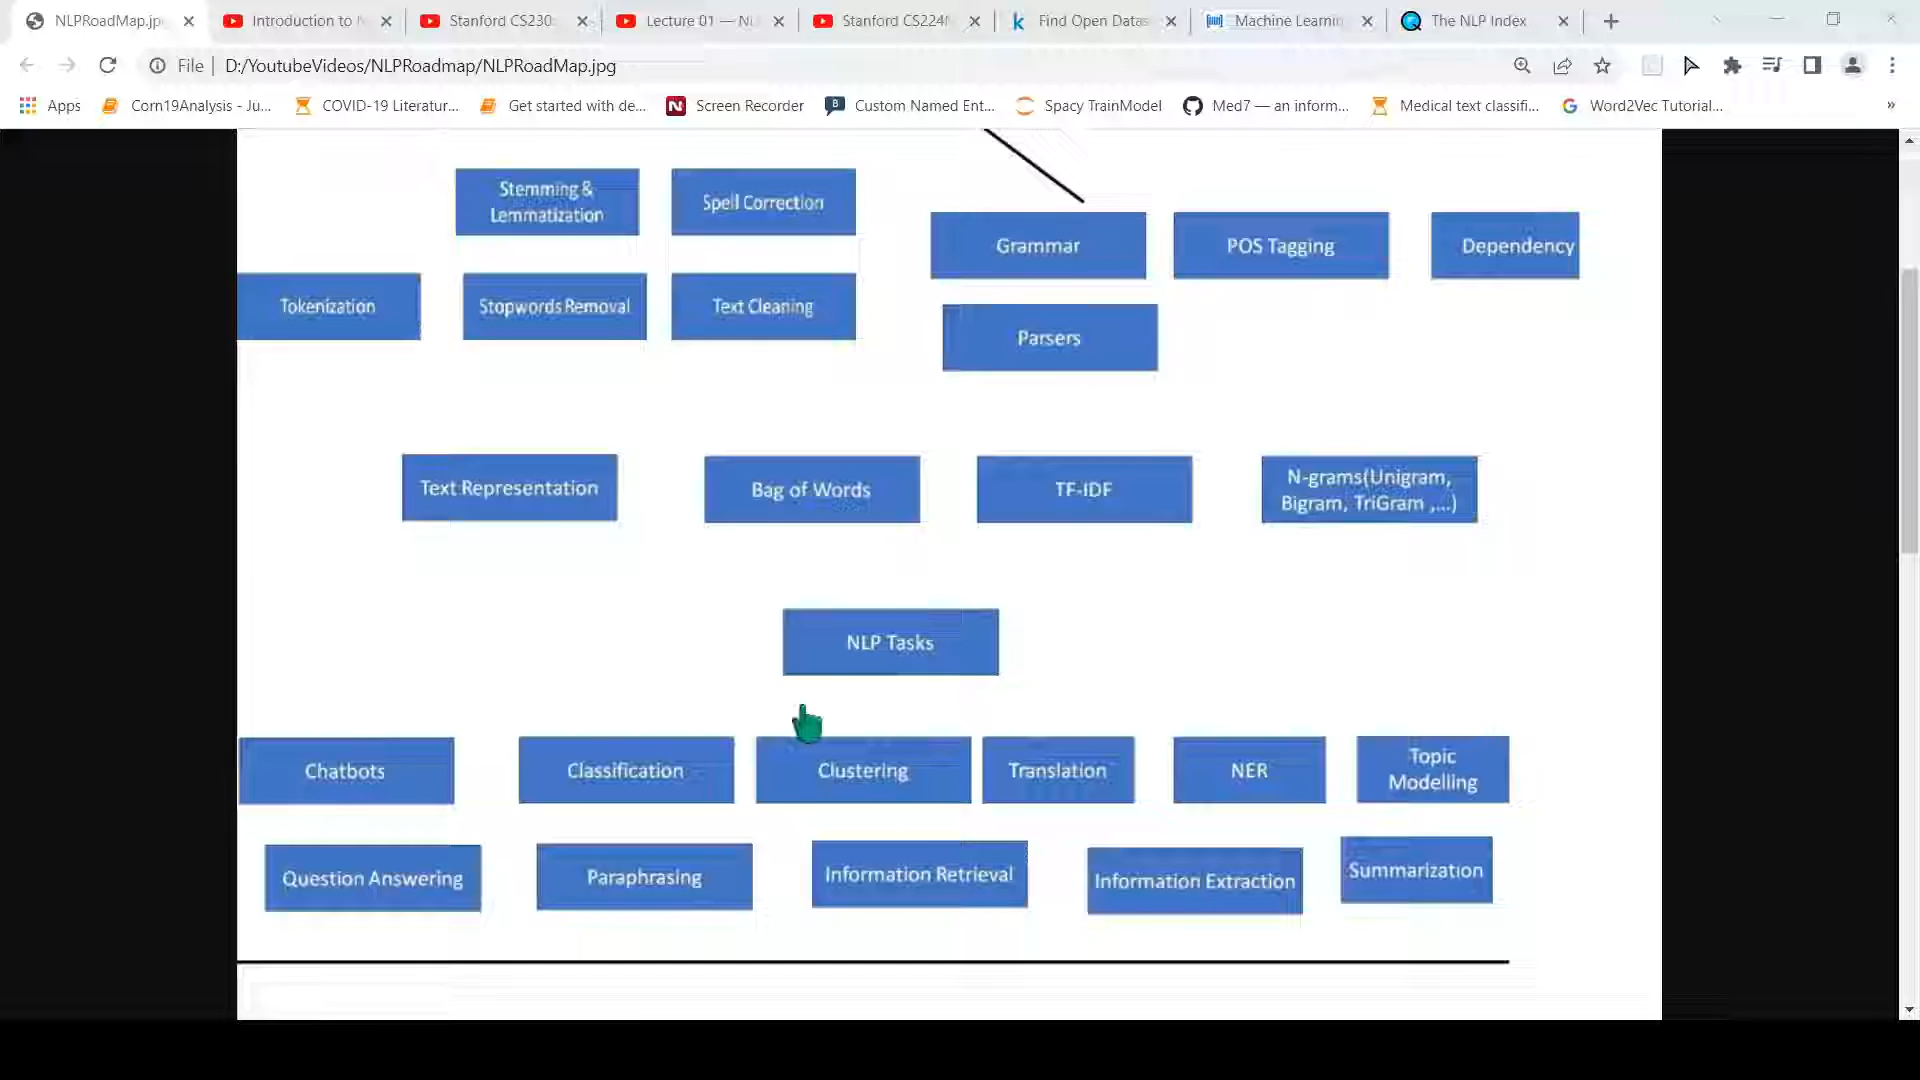 NLPRoadMap.jp
Introduction to N
Stanford CS230:
Lecture 01 — NL
Stanford CS224N
Find Open Datas
Machine Learnin
The NLP Index
File
D:/YoutubeVideos/NLPRoadmap/NLPRoadMap.jpg
Apps
Corn19Analysis - Ju...
COVID-19 Literatur...
Get started with de...
N
Screen Recorder
B
Custom Named Ent...
Spacy TrainModel
Med7 — an inform...
Medical text classifi...
Word2Vec Tutorial...
»
Stemming &
Lemmatization
Spell Correction
Grammar
POS Tagging
Dependency
Tokenization
Stopwords Removal
Text Cleaning
Parsers
Text Representation
Bag of Words
TF-IDF
N-grams(Unigram,
Bigram, TriGram ,...)
NLP Tasks
Chatbots
Classification
Clustering
Translation
NER
Topic
Modelling
Question Answering
Paraphrasing
Information Retrieval
Information Extraction
Summarization